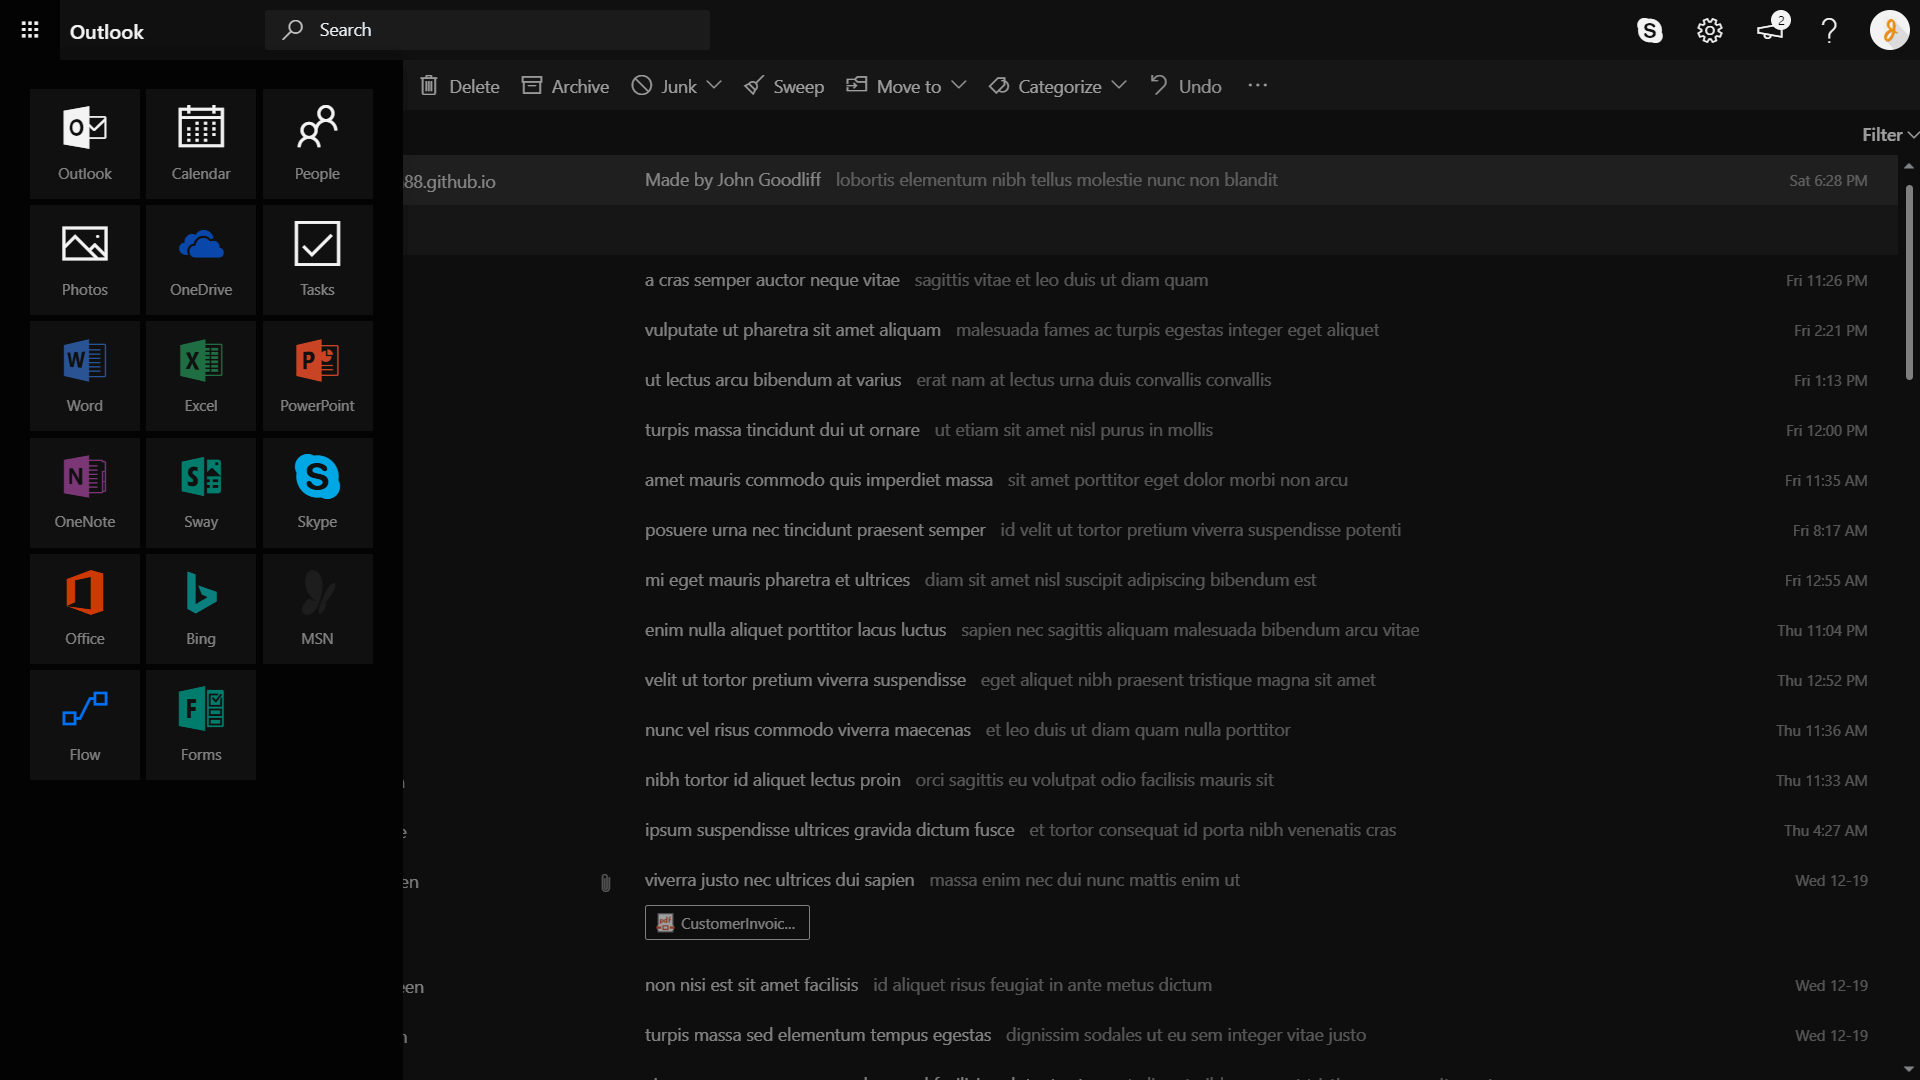 Outlook
Search
2
Delete
Archive
Junk
Sweep
Move to
Categorize
Undo
Filter
Outlook
Calendar
People
Photos
OneDrive
Tasks
Word
Excel
PowerPoint
OneNote
Sway
Skype
Office
Bing
MSN
Flow
Forms
88.github.io Made by John Goodliff lobortis elementum nibh tellus molestie nunc non blandit Sat 6:28 PM
a cras semper auctor neque vitae sagittis vitae et leo duis ut diam quam Fri 11:26 PM
vulputate ut pharetra sit amet aliquam malesuada fames ac turpis egestas integer eget aliquet Fri 2:21 PM
ut lectus arcu bibendum at varius erat nam at lectus urna duis convallis convallis Fri 1:13 PM
turpis massa tincidunt dui ut ornare ut etiam sit amet nisl purus in mollis Fri 12:00 PM
amet mauris commodo quis imperdiet massa sit amet porttitor eget dolor morbi non arcu Fri 11:35 AM
posuere urna nec tincidunt praesent semper id velit ut tortor pretium viverra suspendisse potenti Fri 8:17 AM
mi eget mauris pharetra et ultrices diam sit amet nisl suscipit adipiscing bibendum est Fri 12:55 AM
enim nulla aliquet porttitor lacus luctus sapien nec sagittis aliquam malesuada bibendum arcu vitae Thu 11:04 PM
velit ut tortor pretium viverra suspendisse eget aliquet nibh praesent tristique magna sit amet Thu 12:52 PM
nunc vel risus commodo viverra maecenas et leo duis ut diam quam nulla porttitor Thu 11:36 AM
nibh tortor id aliquet lectus proin orci sagittis eu volutpat odio facilisis mauris sit Thu 11:33 AM
e ipsum suspendisse ultrices gravida dictum fusce et tortor consequat id porta nibh venenatis cras Thu 4:27 AM
en viverra justo nec ultrices dui sapien massa enim nec dui nunc mattis enim ut Wed 12-19
pdf CustomerInvoic...
een non nisi est sit amet facilisis id aliquet risus feugiat in ante metus dictum Wed 12-19
turpis massa sed elementum tempus egestas dignissim sodales ut eu sem integer vitae justo Wed 12-19